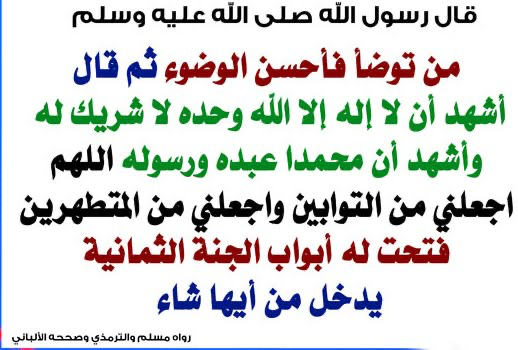 قال رسول الله صلى الله عليه وسلم
من توضأ فأحسن الوضوء ثم قال
أشهد أن لا إله إلا الله وحده لا شريك له
وأشهد أن محمدا عبده ورسوله اللهم
اجعلني من التوابين واجعلني من المتطهرين
فتحت له أبواب الجنة الثمانية
يدخل من أيها شاء
رواه مسلم والترمذي وصححه الألباني